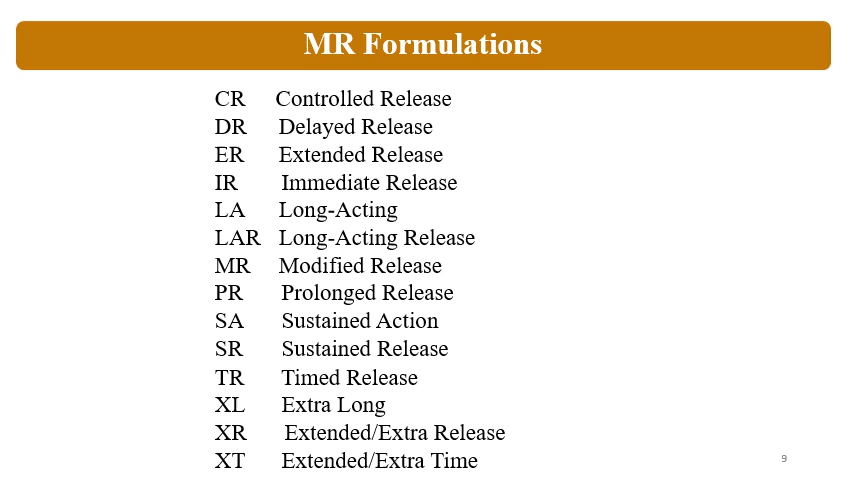 MR Formulations
CR Controlled Release
DR Delayed Release
ER Extended Release
IR Immediate Release
LA Long-Acting
LAR Long-Acting Release
MR Modified Release
PR Prolonged Release
SA Sustained Action
SR Sustained Release
TR Timed Release
XL Extra Long
XR Extended/Extra Release
XT Extended/Extra Time
9